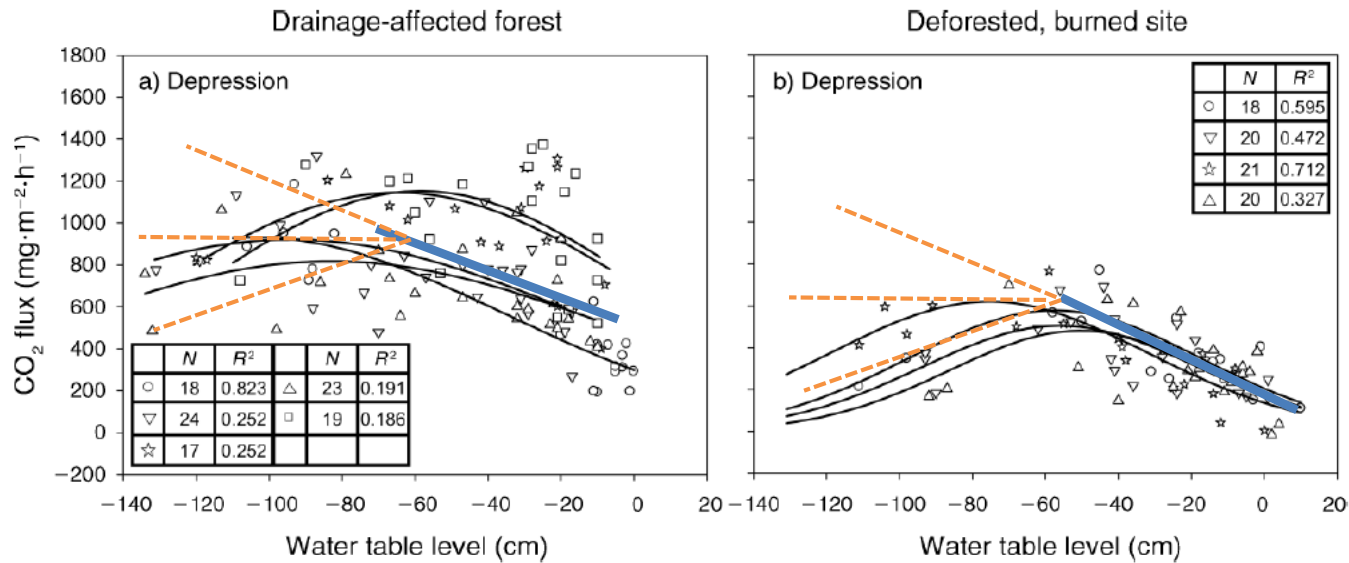 Drainage-affected forest
Deforested, burned site
CO₂ flux (mg·m⁻²·h⁻¹)
1800
1600
1400
1200
1000
800
600
400
200
0
−200
a) Depression
N R² N R²
○ 18 0.823 △ 23 0.191
▽ 24 0.252 □ 19 0.186
☆ 17 0.252
−140 −120 −100 −80 −60 −40 −20 0 20
Water table level (cm)
b) Depression
N R²
○ 18 0.595
▽ 20 0.472
☆ 21 0.712
△ 20 0.327
−140 −120 −100 −80 −60 −40 −20 0 20
Water table level (cm)